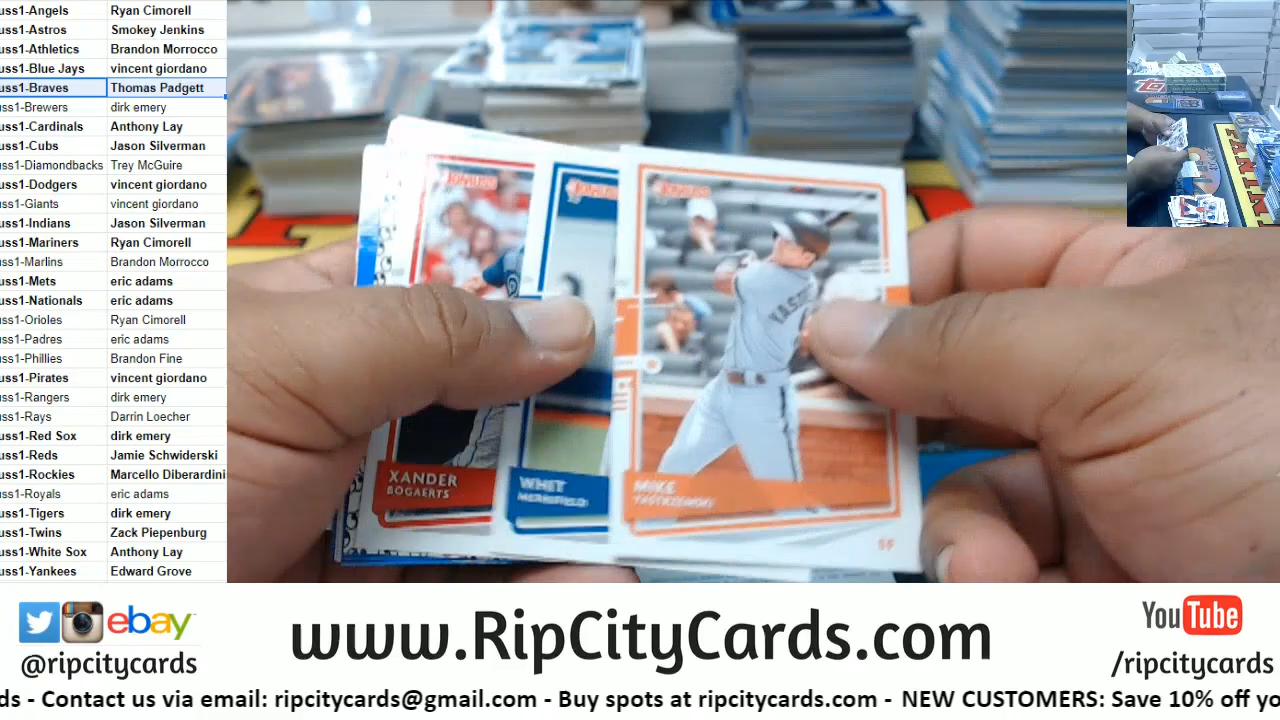 uss1-Angels Ryan Cimorell
uss1-Astros Smokey Jenkins
uss1-Athletics Brandon Morrocco
uss1-Blue Jays vincent giordano
uss1-Braves Thomas Padgett
uss1-Brewers dirk emery
uss1-Cardinals Anthony Lay
uss1-Cubs Jason Silverman
uss1-Diamondbacks Trey McGuire
uss1-Dodgers vincent giordano
uss1-Giants vincent giordano
uss1-Indians Jason Silverman
uss1-Mariners Ryan Cimorell
uss1-Marlins Brandon Morrocco
uss1-Mets eric adams
uss1-Nationals eric adams
uss1-Orioles Ryan Cimorell
uss1-Padres eric adams
uss1-Phillies Brandon Fine
uss1-Pirates vincent giordano
uss1-Rangers dirk emery
uss1-Rays Darrin Loecher
uss1-Red Sox dirk emery
uss1-Reds Jamie Schwiderski
uss1-Rockies Marcello Diberardini
uss1-Royals eric adams
uss1-Tigers dirk emery
uss1-Twins Zack Piepenburg
uss1-White Sox Anthony Lay
uss1-Yankees Edward Grove
XANDER
BOGAERTS
WHIT
MERRIFIELD
MIKE
YASTRZEMSKI
SF
PANINI
ebay
@ripcitycards
www.RipCityCards.com
YouTube
/ripcitycards
ds - Contact us via email: ripcitycards@gmail.com - Buy spots at ripcitycards.com - NEW CUSTOMERS: Save 10% off yo